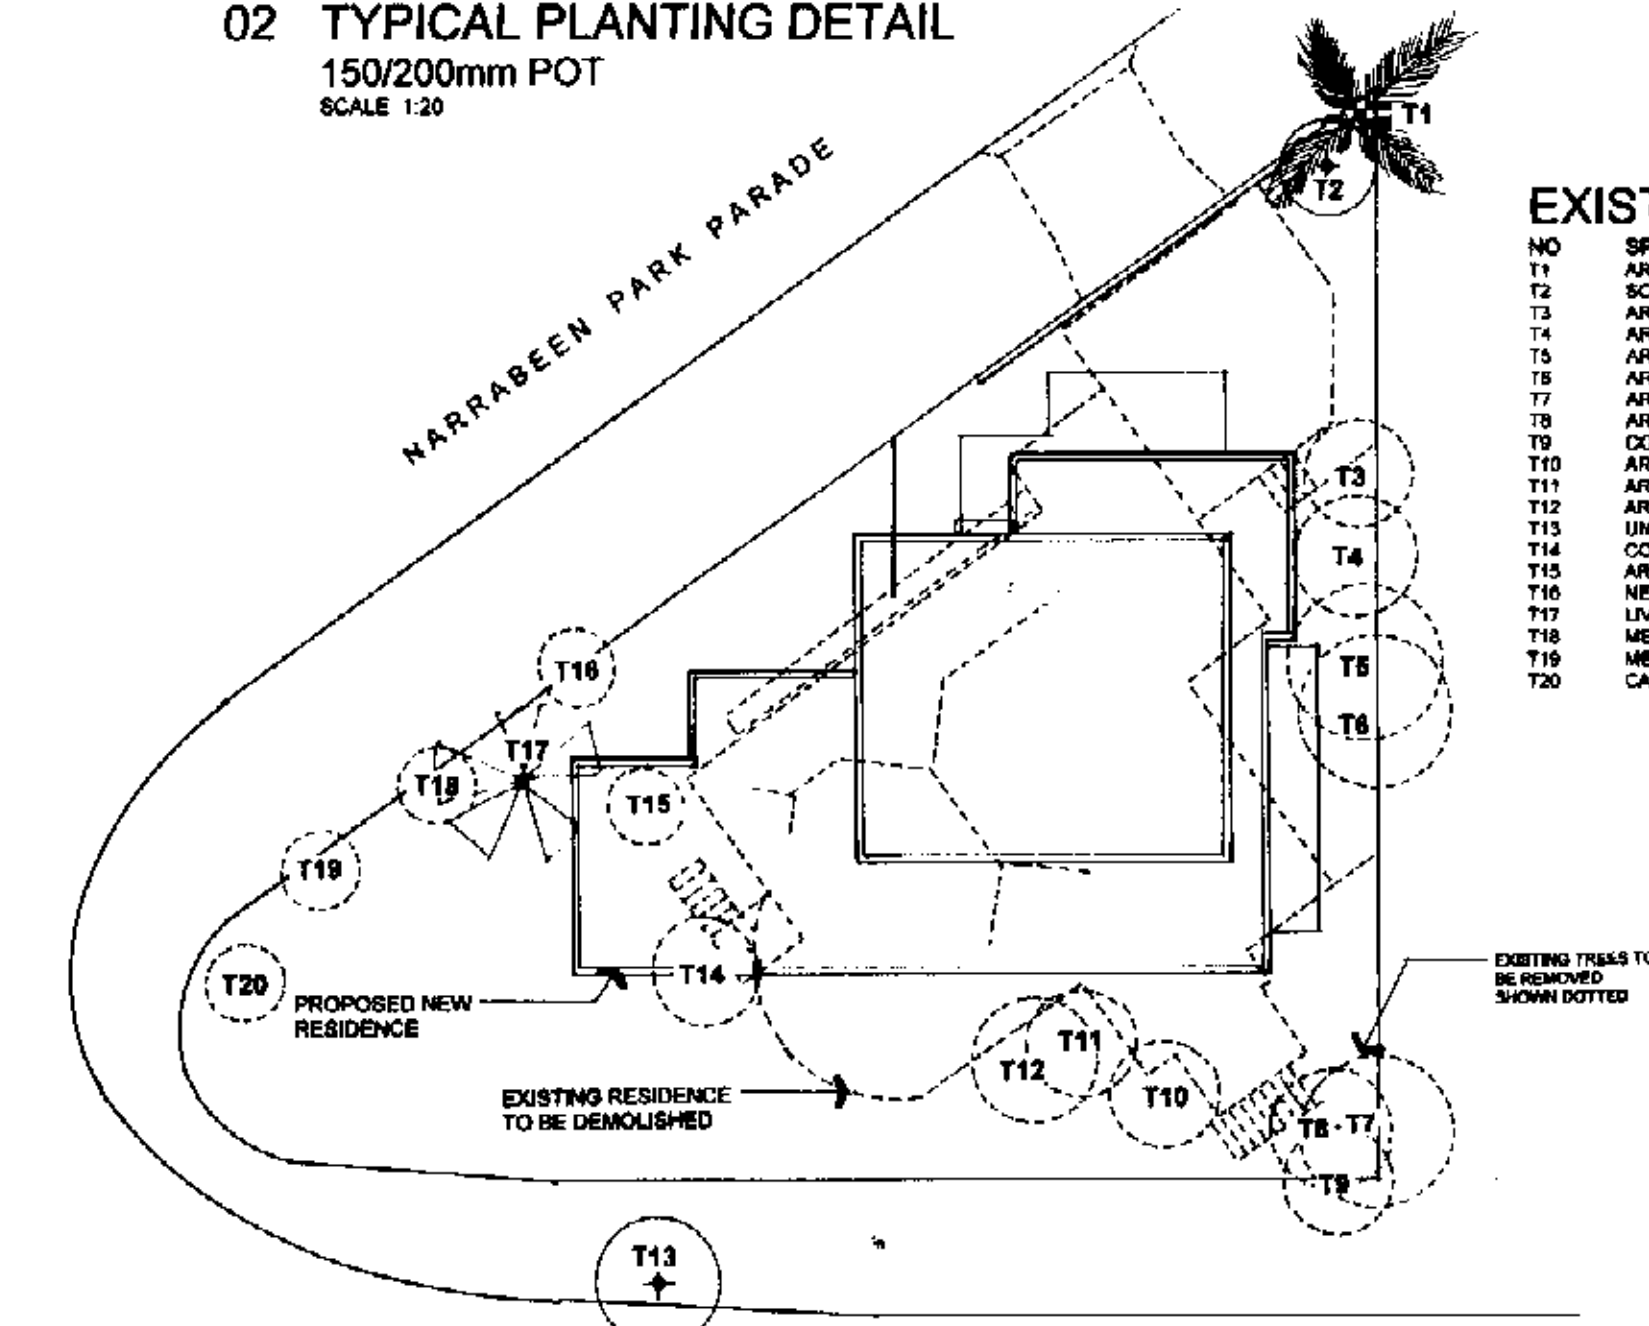 02 TYPICAL PLANTING DETAIL
150/200mm POT
SCALE 1:20
NARRABEEN PARK PARADE
T1
T2
EXIST
NO SP
T1 AR
T2 SC
T3 AR
T4 AR
T5 AR
T6 AR
T7 AR
T8 AR
T9 CO
T10 AR
T11 AR
T12 AR
T13 UN
T14 CO
T15 AR
T16 NE
T17 LIV
T18 ME
T19 ME
T20 CA
T3
T4
T5
T6
T16
T17
T18
T15
T19
T14
T20
PROPOSED NEW
RESIDENCE
EXISTING TREES TO
BE REMOVED
SHOWN DOTTED
T11
T12
T10
EXISTING RESIDENCE
TO BE DEMOLISHED
T8 - T7
T9
T13